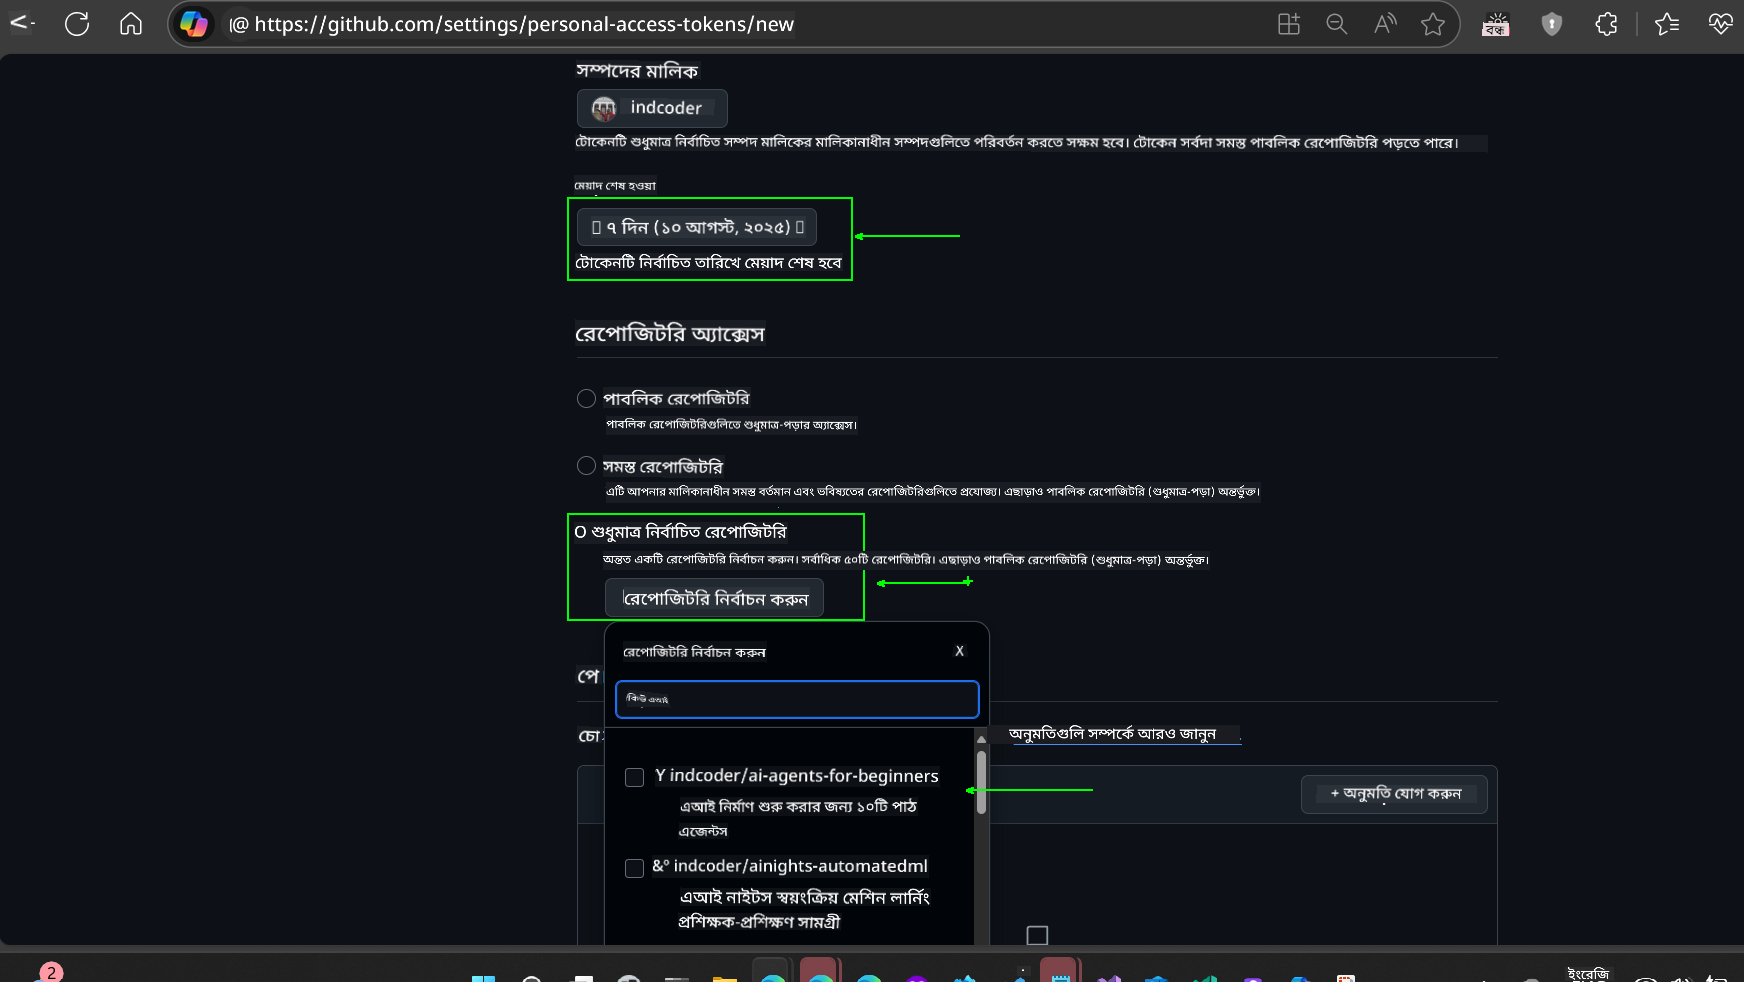 https://github.com/settings/personal-access-tokens/new
বন্ধ
সম্পদের মালিক
indcoder
টোকেনটি শুধুমাত্র নির্বাচিত সম্পদ মালিকের মালিকানাধীন সম্পদগুলিতে পরিবর্তন করতে সক্ষম হবে। টোকেন সর্বদা সমস্ত পাবলিক রেপোজিটরি পড়তে পারে।
মেয়াদ শেষ হওয়া
৭ দিন (১০ আগস্ট, ২০২৫)
টোকেনটি নির্বাচিত তারিখে মেয়াদ শেষ হবে
রেপোজিটরি অ্যাক্সেস
পাবলিক রেপোজিটরি
পাবলিক রেপোজিটরিগুলিতে শুধুমাত্র-পড়ার অ্যাক্সেস।
সমস্ত রেপোজিটরি
এটি আপনার মালিকানাধীন সমস্ত বর্তমান এবং ভবিষ্যতের রেপোজিটরিগুলিতে প্রযোজ্য। এছাড়াও পাবলিক রেপোজিটরি (শুধুমাত্র-পড়া) অন্তর্ভুক্ত।
O শুধুমাত্র নির্বাচিত রেপোজিটরি
অন্তত একটি রেপোজিটরি নির্বাচন করুন। সর্বাধিক ৫০টি রেপোজিটরি। এছাড়াও পাবলিক রেপোজিটরি (শুধুমাত্র-পড়া) অন্তর্ভুক্ত।
রেপোজিটরি নির্বাচন করুন
রেপোজিটরি নির্বাচন করুন X
পে
চো
অনুমতিগুলি সম্পর্কে আরও জানুন
Y indcoder/ai-agents-for-beginners
এআই নির্মাণ শুরু করার জন্য ১০টি পাঠ
এজেন্টস
+ অনুমতি যোগ করুন
&° indcoder/ainights-automatedml
এআই নাইটস স্বয়ংক্রিয় মেশিন লার্নিং
প্রশিক্ষক-প্রশিক্ষণ সামগ্রী
2
ইংরেজি